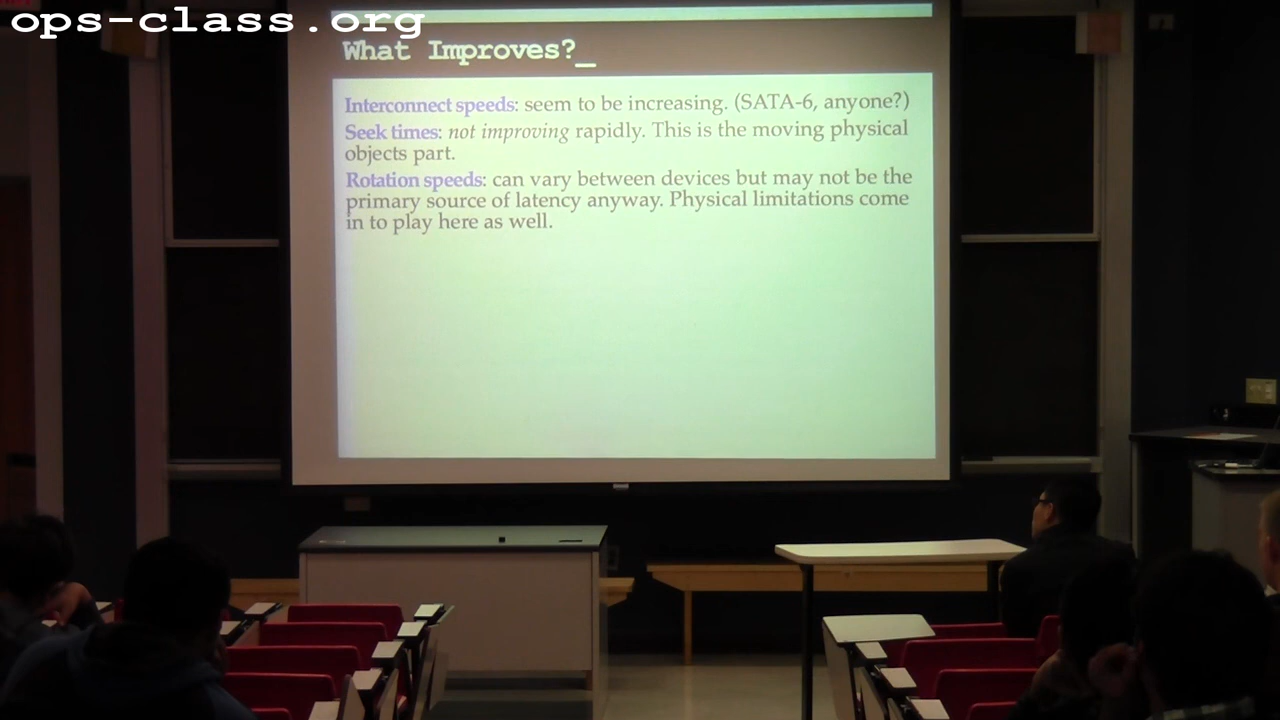 ops-class.org
What Improves?_
Interconnect speeds: seem to be increasing. (SATA-6, anyone?)
Seek times: not improving rapidly. This is the moving physical
objects part.
Rotation speeds: can vary between devices but may not be the
primary source of latency anyway. Physical limitations come
in to play here as well.